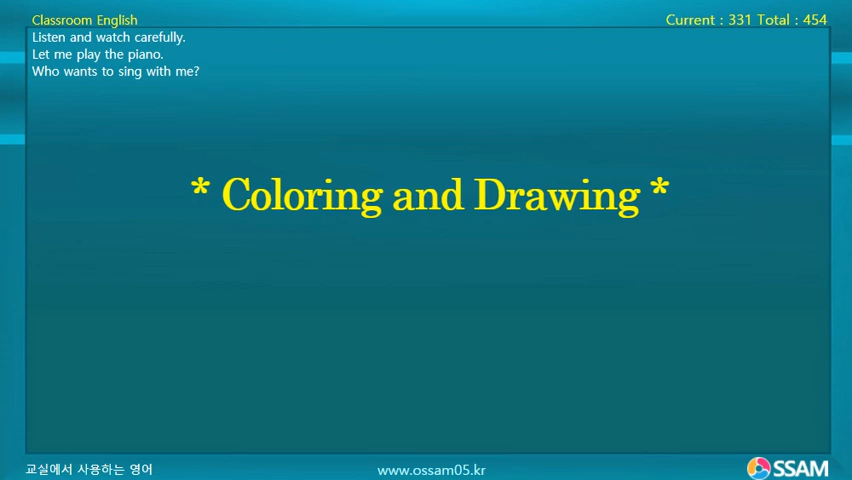 Classroom English
Current : 331 Total : 454
Listen and watch carefully.
Let me play the piano.
Who wants to sing with me?
* Coloring and Drawing *
교실에서 사용하는 영어
www.ossam05.kr
OSSAM